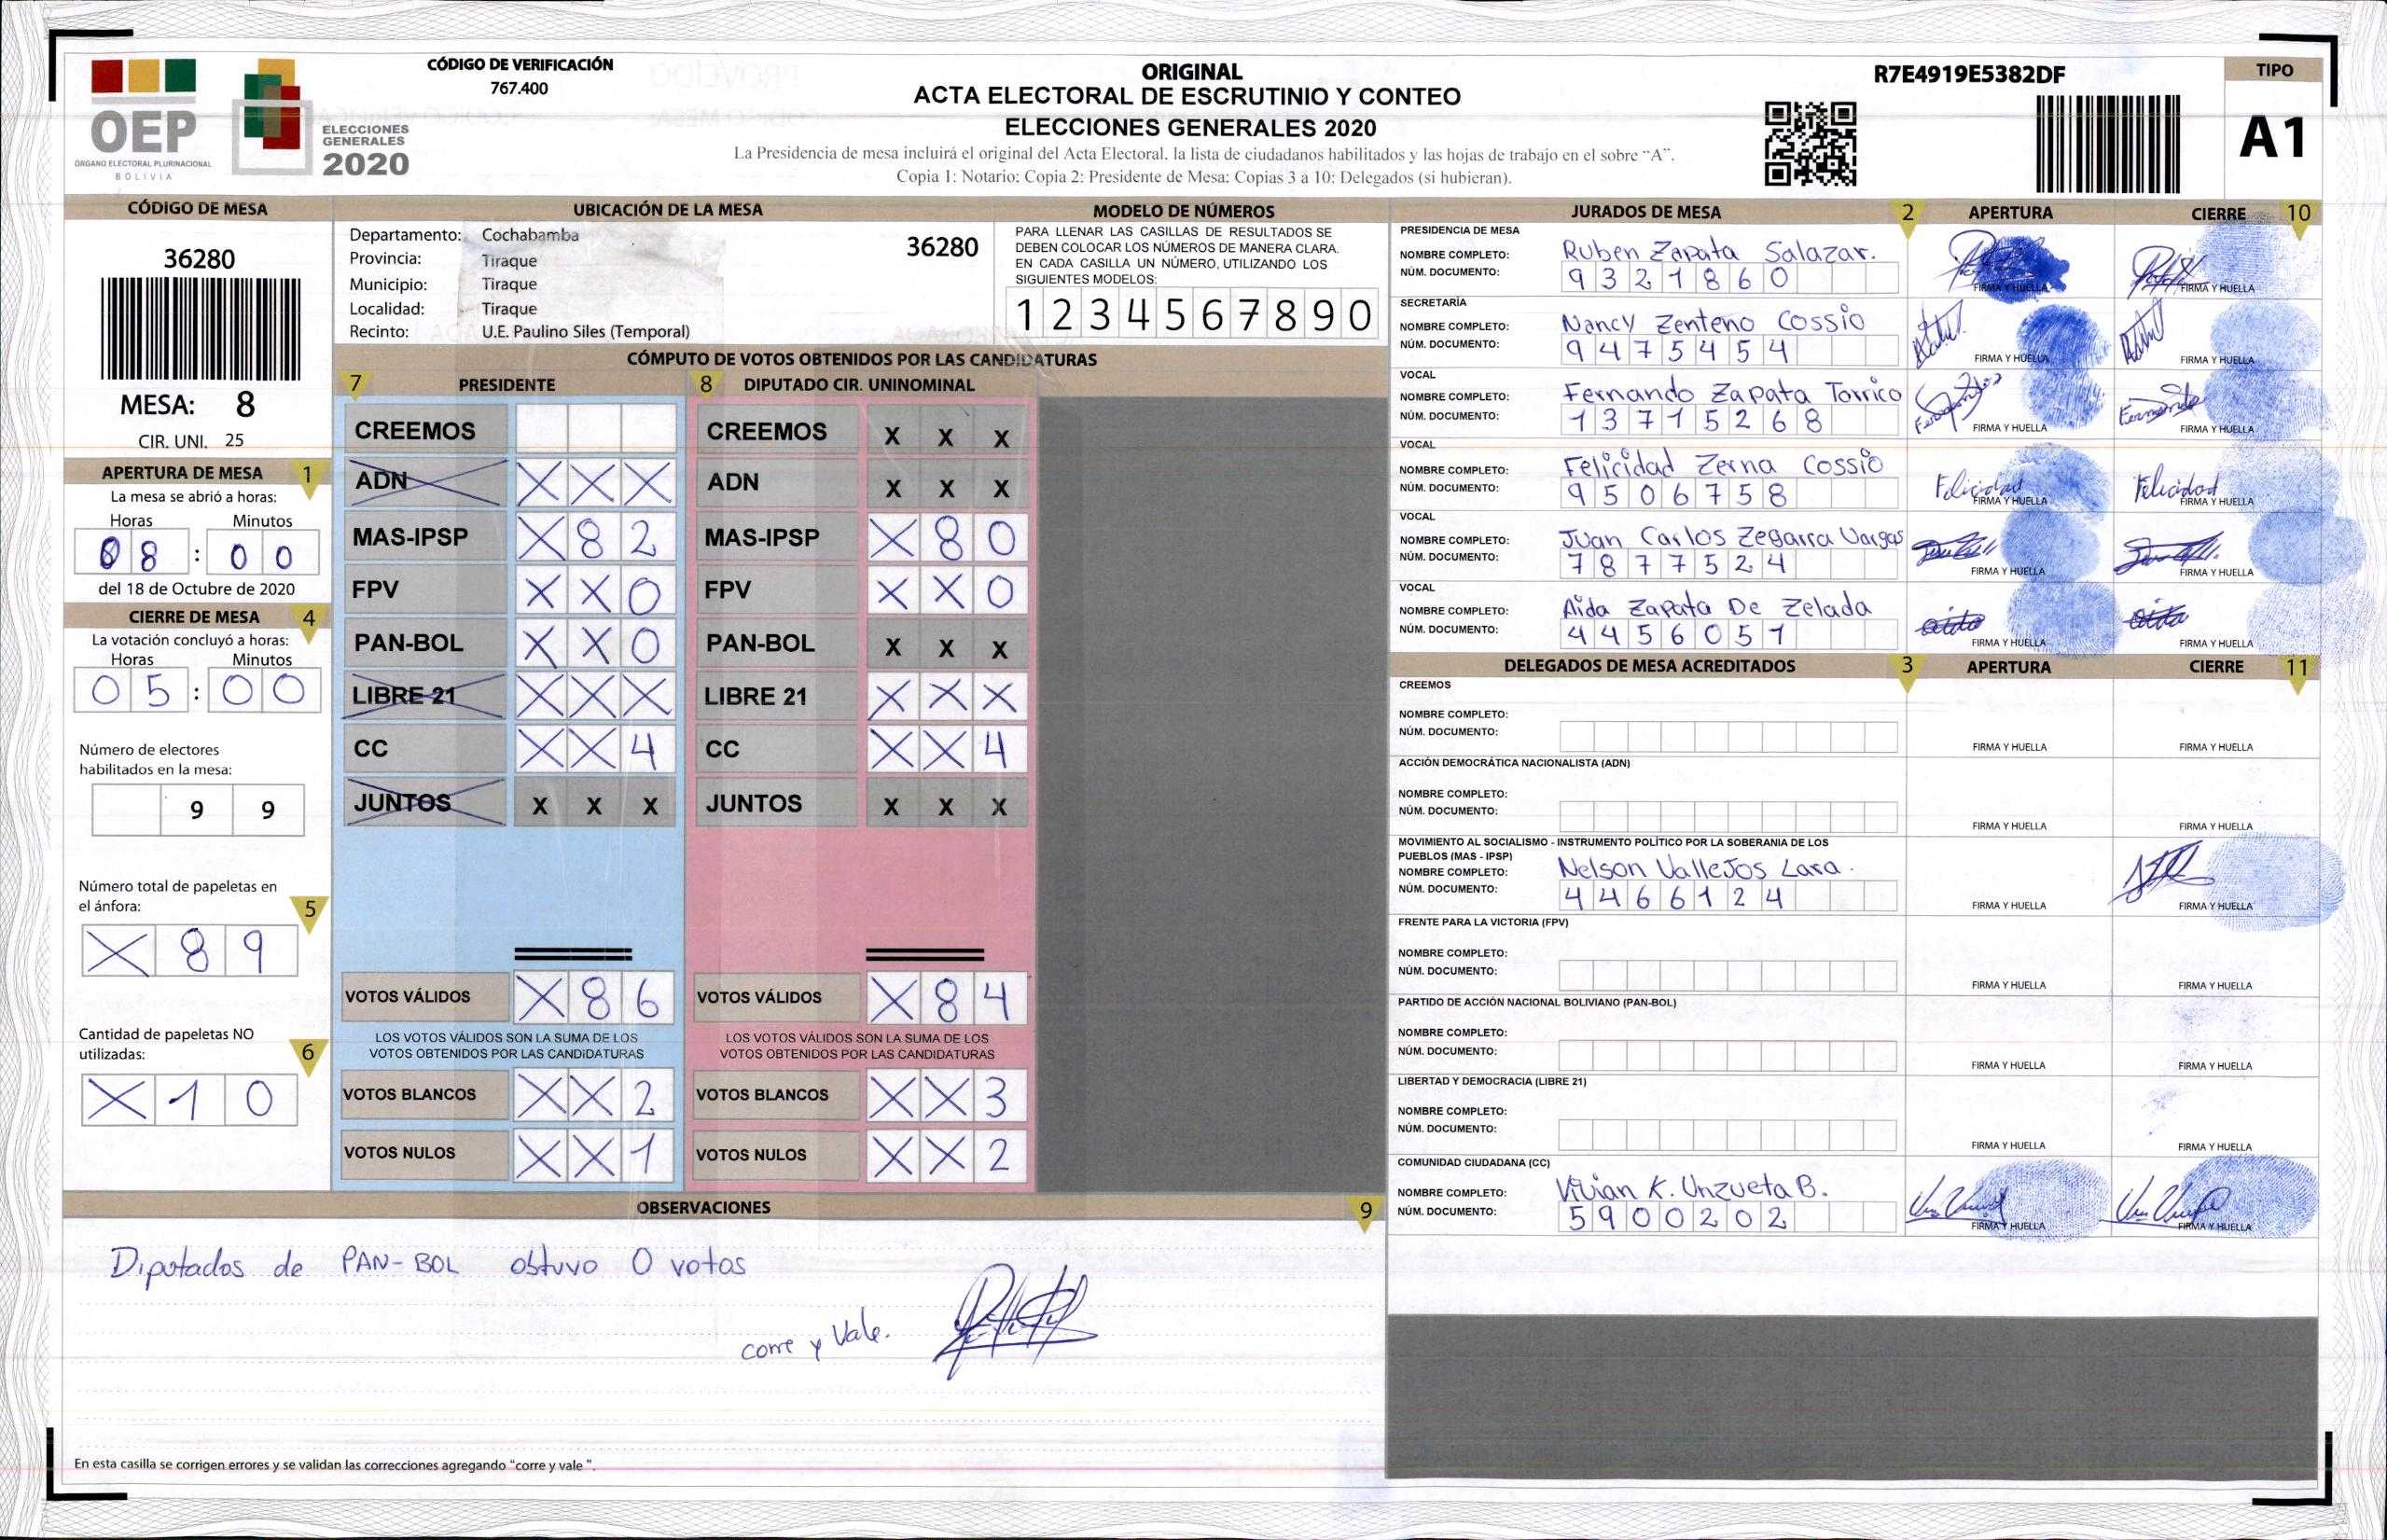 CÓDIGO DE VERIFICACIÓN
767.400
ORIGINAL
ACTA ELECTORAL DE ESCRUTINIO Y CONTEO
ELECCIONES GENERALES 2020
La Presidencia de mesa incluirá el original del Acta Electoral, la lista de ciudadanos habilitados y las hojas de trabajo en el sobre "A".
Copia 1: Notario; Copia 2: Presidente de Mesa; Copias 3 a 10: Delegados (si hubieran).
R7E4919E5382DF
TIPO
A1
OEP
ÓRGANO ELECTORAL PLURINACIONAL
BOLIVIA
ELECCIONES
GENERALES
2020
CÓDIGO DE MESA
36280
MESA: 8
CIR. UNI. 25
APERTURA DE MESA 1
La mesa se abrió a horas:
Horas Minutos
08 : 00
del 18 de Octubre de 2020
CIERRE DE MESA 4
La votación concluyó a horas:
Horas Minutos
05 : 00
Número de electores
habilitados en la mesa:
9 9
Número total de papeletas en
el ánfora: 5
X 8 9
Cantidad de papeletas NO
utilizadas: 6
X 1 0
UBICACIÓN DE LA MESA
Departamento: Cochabamba 36280
Provincia: Tiraque
Municipio: Tiraque
Localidad: Tiraque
Recinto: U.E. Paulino Siles (Temporal)
MODELO DE NÚMEROS
PARA LLENAR LAS CASILLAS DE RESULTADOS SE
DEBEN COLOCAR LOS NÚMEROS DE MANERA CLARA.
EN CADA CASILLA UN NÚMERO, UTILIZANDO LOS
SIGUIENTES MODELOS:
1 2 3 4 5 6 7 8 9 0
CÓMPUTO DE VOTOS OBTENIDOS POR LAS CANDIDATURAS
7 PRESIDENTE
CREEMOS
ADN X X X
MAS-IPSP X 8 2
FPV X X 0
PAN-BOL X X 0
LIBRE 21 X X X
CC X X 4
JUNTOS X X X
VOTOS VÁLIDOS X 8 6
LOS VOTOS VÁLIDOS SON LA SUMA DE LOS
VOTOS OBTENIDOS POR LAS CANDIDATURAS
VOTOS BLANCOS X X 2
VOTOS NULOS X X 1
8 DIPUTADO CIR. UNINOMINAL
CREEMOS X X X
ADN X X X
MAS-IPSP X 8 0
FPV X X 0
PAN-BOL X X X
LIBRE 21 X X X
CC X X 4
JUNTOS X X X
VOTOS VÁLIDOS X 8 4
LOS VOTOS VÁLIDOS SON LA SUMA DE LOS
VOTOS OBTENIDOS POR LAS CANDIDATURAS
VOTOS BLANCOS X X 3
VOTOS NULOS X X 2
OBSERVACIONES 9
Diputados de PAN-BOL obtuvo 0 votos
corre y Vale.
En esta casilla se corrigen errores y se validan las correcciones agregando "corre y vale ".
JURADOS DE MESA 2 APERTURA CIERRE 10
PRESIDENCIA DE MESA
NOMBRE COMPLETO: Ruben Zapata Salazar.
NÚM. DOCUMENTO: 9321860
FIRMA Y HUELLA FIRMA Y HUELLA
SECRETARÍA
NOMBRE COMPLETO: Nancy Zenteno Cossio
NÚM. DOCUMENTO: 9475454
FIRMA Y HUELLA FIRMA Y HUELLA
VOCAL
NOMBRE COMPLETO: Fernando Zapata Torrico
NÚM. DOCUMENTO: 13715268
Fernando
FIRMA Y HUELLA FIRMA Y HUELLA
VOCAL
NOMBRE COMPLETO: Felicidad Zerna Cossio
NÚM. DOCUMENTO: 9506758
Felicidad Felicidad
FIRMA Y HUELLA FIRMA Y HUELLA
VOCAL
NOMBRE COMPLETO: Juan Carlos Zegarra Vargas
NÚM. DOCUMENTO: 7877524
FIRMA Y HUELLA FIRMA Y HUELLA
VOCAL
NOMBRE COMPLETO: Aida Zapata De Zelada
NÚM. DOCUMENTO: 4456051
aida aida
FIRMA Y HUELLA FIRMA Y HUELLA
DELEGADOS DE MESA ACREDITADOS 3 APERTURA CIERRE 11
CREEMOS
NOMBRE COMPLETO:
NÚM. DOCUMENTO:
FIRMA Y HUELLA FIRMA Y HUELLA
ACCIÓN DEMOCRÁTICA NACIONALISTA (ADN)
NOMBRE COMPLETO:
NÚM. DOCUMENTO:
FIRMA Y HUELLA FIRMA Y HUELLA
MOVIMIENTO AL SOCIALISMO - INSTRUMENTO POLÍTICO POR LA SOBERANIA DE LOS
PUEBLOS (MAS - IPSP)
NOMBRE COMPLETO: Nelson Vallejos Lara.
NÚM. DOCUMENTO: 4466124
FIRMA Y HUELLA FIRMA Y HUELLA
FRENTE PARA LA VICTORIA (FPV)
NOMBRE COMPLETO:
NÚM. DOCUMENTO:
FIRMA Y HUELLA FIRMA Y HUELLA
PARTIDO DE ACCIÓN NACIONAL BOLIVIANO (PAN-BOL)
NOMBRE COMPLETO:
NÚM. DOCUMENTO:
FIRMA Y HUELLA FIRMA Y HUELLA
LIBERTAD Y DEMOCRACIA (LIBRE 21)
NOMBRE COMPLETO:
NÚM. DOCUMENTO:
FIRMA Y HUELLA FIRMA Y HUELLA
COMUNIDAD CIUDADANA (CC)
NOMBRE COMPLETO: Vivian K. Unzueta B.
NÚM. DOCUMENTO: 5900202
FIRMA Y HUELLA FIRMA Y HUELLA